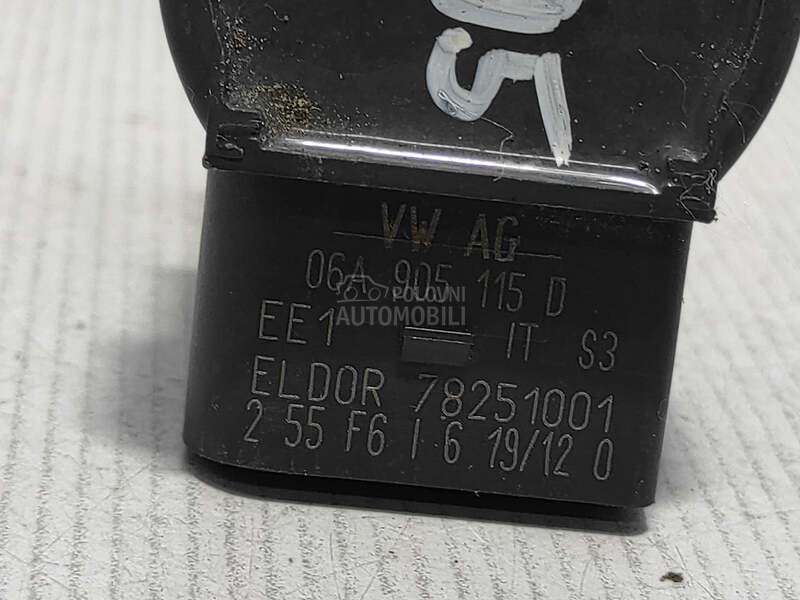 05
VW AG
06A 905 115 D
POLOVNI
AUTOMOBILI
EE1 IT S3
ELDOR 78251001
2 55 F6 I 6 19/12 0